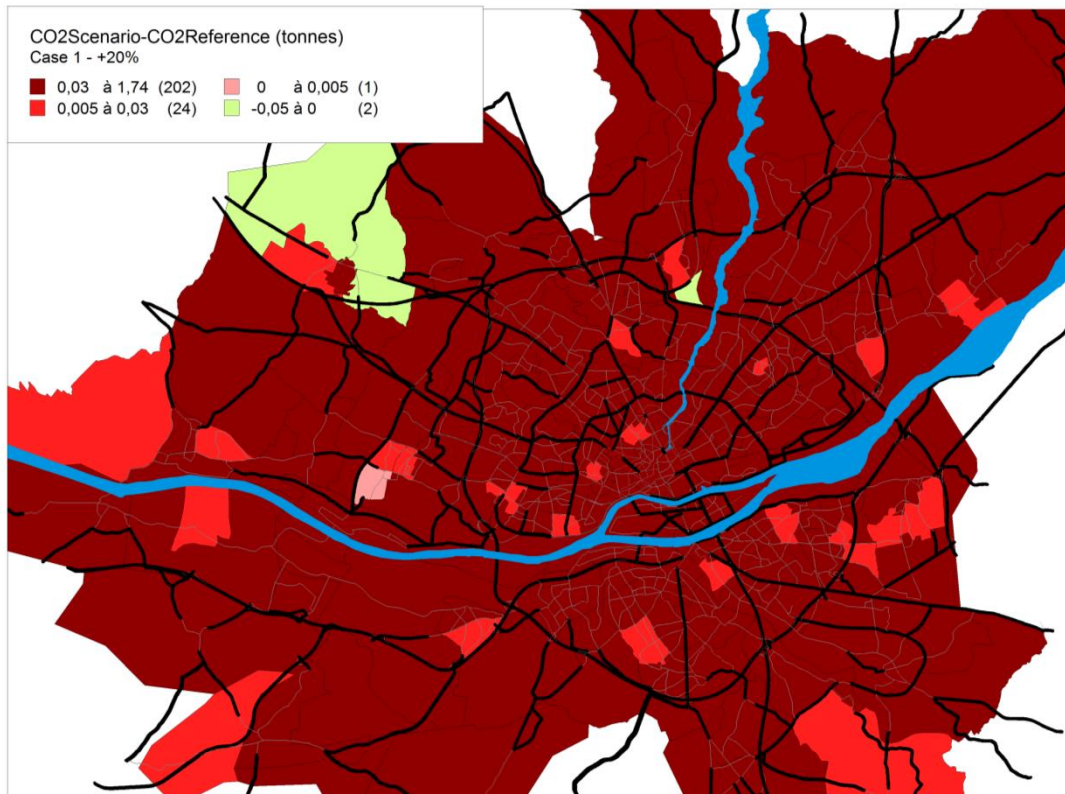 CO2Scenario-CO2Reference (tonnes)
Case 1 - +20%
0,03 à 1,74 (202)
0 à 0,005 (1)
0,005 à 0,03 (24)
-0,05 à 0 (2)